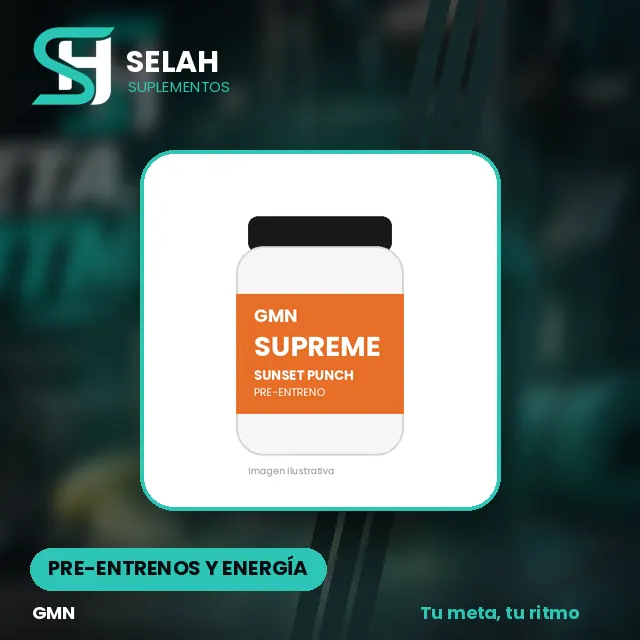 SELAH
SUPLEMENTOS
GMN
SUPREME
SUNSET PUNCH
PRE-ENTRENO
Imagen ilustrativa
PRE-ENTRENOS Y ENERGÍA
GMN
Tu meta, tu ritmo